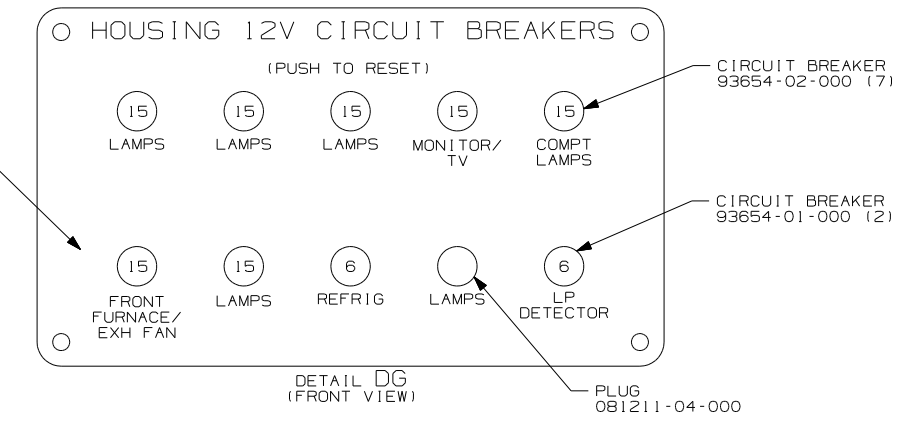 HOUSING 12V CIRCUIT BREAKERS
(PUSH TO RESET)
CIRCUIT BREAKER
93654-02-000 (7)
15 15 15 15 15
LAMPS LAMPS LAMPS MONITOR/
TV
COMPT
LAMPS
CIRCUIT BREAKER
93654-01-000 (2)
15 15 6 6
FRONT
FURNACE/
EXH FAN
LAMPS REFRIG LAMPS LP
DETECTOR
DETAIL DG
(FRONT VIEW)
PLUG
081211-04-000